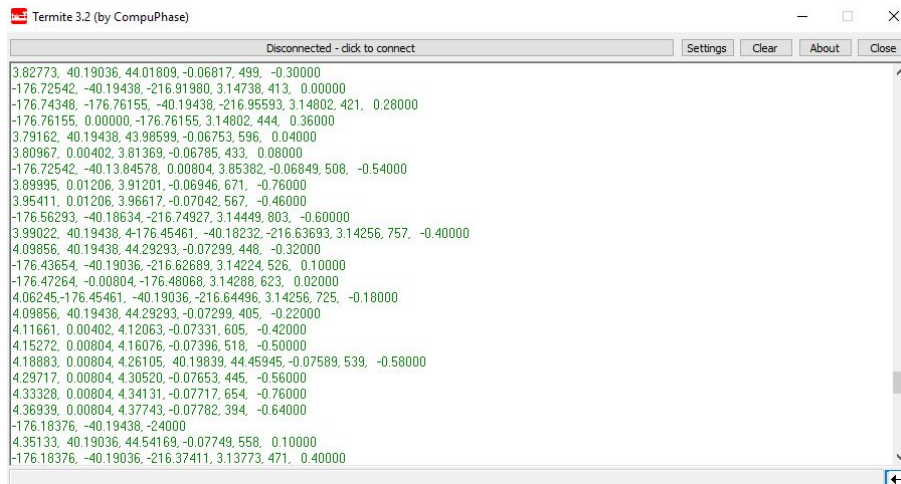 Termite 3.2 (by CompuPhase)
Disconnected - click to connect Settings Clear About Close
3.82773, 40.19036, 44.01809, -0.06817, 499, -0.30000
-176.72542, -40.19438, -216.91980, 3.14738, 413, 0.00000
-176.74348, -176.76155, -40.19438, -216.95593, 3.14802, 421, 0.28000
-176.76155, 0.00000, -176.76155, 3.14802, 444, 0.36000
3.79162, 40.19438, 43.98599, -0.06753, 596, 0.04000
3.80967, 0.00402, 3.81369, -0.06785, 433, 0.08000
-176.72542, -40.13.84578, 0.00804, 3.85382, -0.06849, 508, -0.54000
3.89995, 0.01206, 3.91201, -0.06946, 671, -0.76000
3.95411, 0.01206, 3.96617, -0.07042, 567, -0.46000
-176.56293, -40.18634, -216.74927, 3.14449, 803, -0.60000
3.99022, 40.19438, 4-176.45461, -40.18232, -216.63693, 3.14256, 757, -0.40000
4.09856, 40.19438, 44.29293, -0.07299, 448, -0.32000
-176.43654, -40.19036, -216.62689, 3.14224, 526, 0.10000
-176.47264, -0.00804, -176.48068, 3.14288, 623, 0.02000
4.06245,-176.45461, -40.19036, -216.64496, 3.14256, 725, -0.18000
4.09856, 40.19438, 44.29293, -0.07299, 405, -0.22000
4.11661, 0.00402, 4.12063, -0.07331, 605, -0.42000
4.15272, 0.00804, 4.16076, -0.07396, 518, -0.50000
4.18883, 0.00804, 4.26105, 40.19839, 44.45945, -0.07589, 539, -0.58000
4.29717, 0.00804, 4.30520, -0.07653, 445, -0.56000
4.33328, 0.00804, 4.34131, -0.07717, 654, -0.76000
4.36939, 0.00804, 4.37743, -0.07782, 394, -0.64000
-176.18376, -40.19438, -24000
4.35133, 40.19036, 44.54169, -0.07749, 558, 0.10000
-176.18376, -40.19036, -216.37411, 3.13773, 471, 0.40000